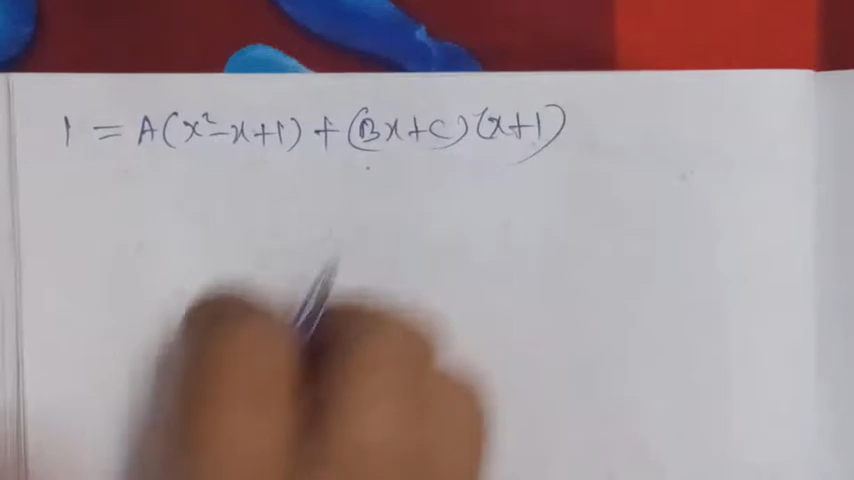 1 = A(x²-x+1) + (Bx+C)(x+1)